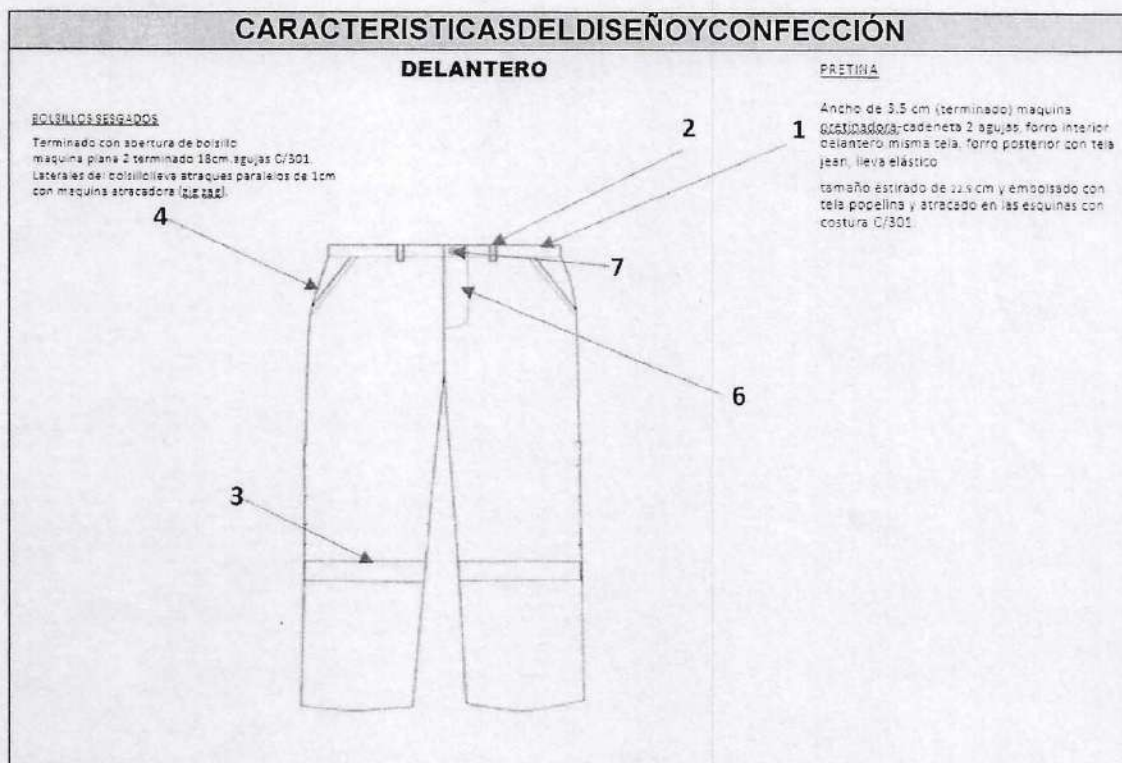 CARACTERISTICASDELDISEÑOYCONFECCIÓN
DELANTERO
BOLSILLOS SESGADOS
Terminado con abertura de bolsillo
maquina plana 2 terminado 18cm.agujas C/301.
Laterales del bolsillolleva atraques paralelos de 1cm
con maquina atracadora (zig zag).
PRETINA
Ancho de 3.5 cm (terminado) maquina
pretinadora-cadeneta 2 agujas, forro interior
delantero misma tela, forro posterior con tela
jean, lleva elástico
tamaño estirado de 22.5 cm y embolsado con
tela popelina y atracado en las esquinas con
costura C/301.
2
1
4
7
6
3